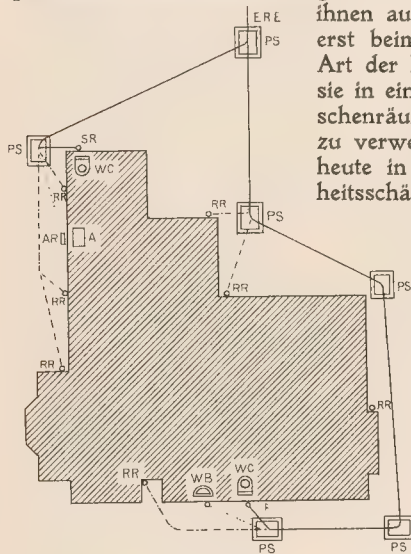 ERE
PS
ihnen au
erst beim
Art der
sie in ein
schenräu
zu verwe
heute in
heitsschä
PS
SR
WC
RR
RR
PS
AR
A
RR
RR
PS
RR
RR
RR
WB
WC
PS
PS